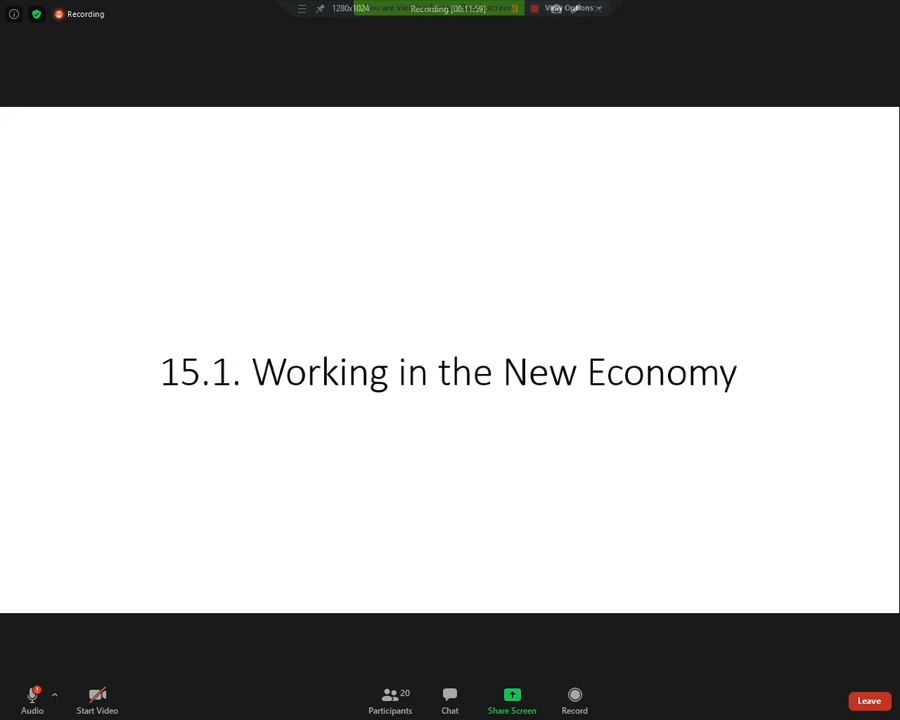 Recording
1280x1024
Recording [00:11:59]
View Options
15.1. Working in the New Economy
20
Audio
Start Video
Participants
Chat
Share Screen
Record
Leave